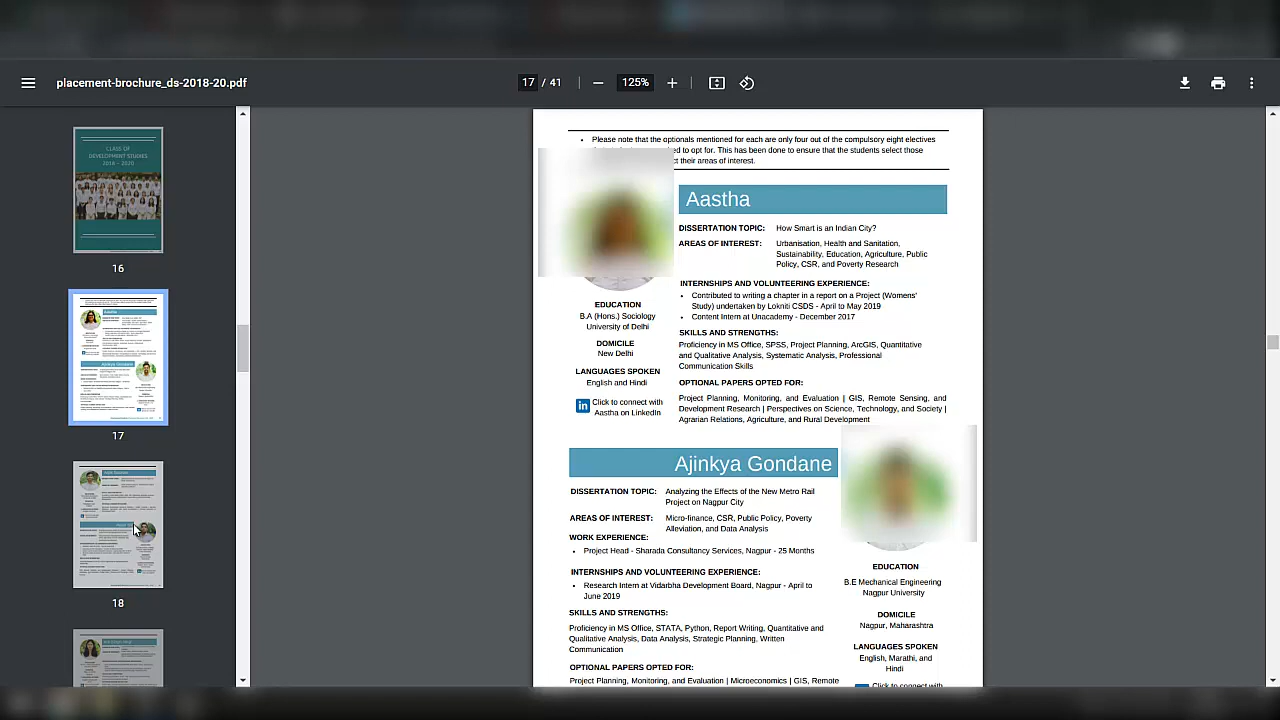 placement-brochure_ds-2018-20.pdf
17 / 41
125%
CLASS OF
DEVELOPMENT STUDIES
2018 - 2020
16
17
18
• Please note that the optionals mentioned for each are only four out of the compulsory eight electives
to opt for. This has been done to ensure that the students select those
their areas of interest.
Aastha
DISSERTATION TOPIC: How Smart is an Indian City?
AREAS OF INTEREST: Urbanisation, Health and Sanitation,
Sustainability, Education, Agriculture, Public
Policy, CSR, and Poverty Research
INTERNSHIPS AND VOLUNTEERING EXPERIENCE:
• Contributed to writing a chapter in a report on a Project (Womens'
Study) undertaken by Lokniti CSDS - April to May 2019
• Content Intern at Unacademy - December 2017
SKILLS AND STRENGTHS:
Proficiency in MS Office, SPSS, Project Planning, ArcGIS, Quantitative
and Qualitative Analysis, Systematic Analysis, Professional
Communication Skills
OPTIONAL PAPERS OPTED FOR:
Project Planning, Monitoring, and Evaluation | GIS, Remote Sensing, and
Development Research | Perspectives on Science, Technology, and Society |
Agrarian Relations, Agriculture, and Rural Development
EDUCATION
B.A (Hons.) Sociology
University of Delhi
DOMICILE
New Delhi
LANGUAGES SPOKEN
English and Hindi
in Click to connect with
Aastha on LinkedIn
Ajinkya Gondane
DISSERTATION TOPIC: Analyzing the Effects of the New Metro Rail
Project on Nagpur City
AREAS OF INTEREST: Micro-finance, CSR, Public Policy, Poverty
Alleviation, and Data Analysis
WORK EXPERIENCE:
• Project Head - Sharada Consultancy Services, Nagpur - 25 Months
INTERNSHIPS AND VOLUNTEERING EXPERIENCE:
• Research Intern at Vidarbha Development Board, Nagpur - April to
June 2019
SKILLS AND STRENGTHS:
Proficiency in MS Office, STATA, Python, Report Writing, Quantitative and
Qualitative Analysis, Data Analysis, Strategic Planning, Written
Communication
OPTIONAL PAPERS OPTED FOR:
Project Planning, Monitoring, and Evaluation | Microeconomics | GIS, Remote
EDUCATION
B.E Mechanical Engineering
Nagpur University
DOMICILE
Nagpur, Maharashtra
LANGUAGES SPOKEN
English, Marathi, and
Hindi
Click to connect with